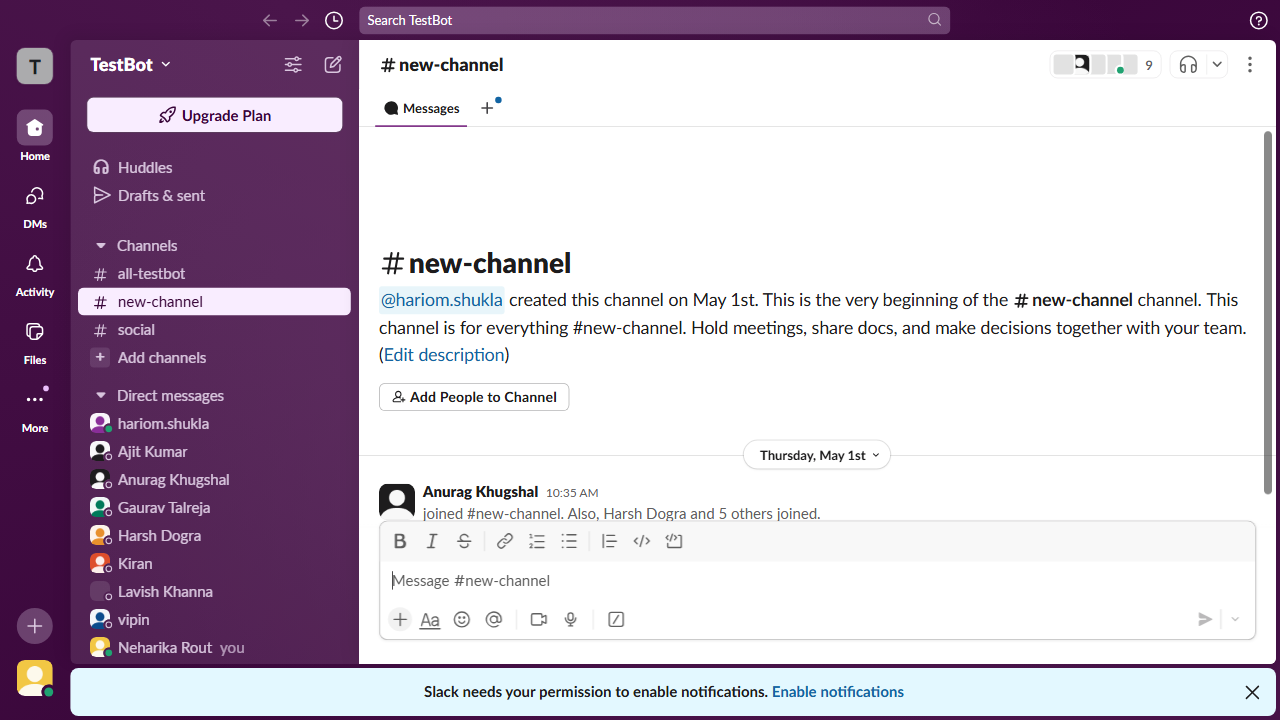 Search TestBot
T
Home
DMs
Activity
Files
More
TestBot
Upgrade Plan
Huddles
Drafts & sent
Channels
# all-testbot
# new-channel
# social
+ Add channels
Direct messages
hariom.shukla
Ajit Kumar
Anurag Khugshal
Gaurav Talreja
Harsh Dogra
Kiran
Lavish Khanna
vipin
Neharika Rout you
# new-channel
9
Messages
# new-channel
@hariom.shukla created this channel on May 1st. This is the very beginning of the # new-channel channel. This
channel is for everything #new-channel. Hold meetings, share docs, and make decisions together with your team.
(Edit description)
Add People to Channel
Thursday, May 1st
Anurag Khugshal 10:35 AM
joined #new-channel. Also, Harsh Dogra and 5 others joined.
Message #new-channel
Aa
Slack needs your permission to enable notifications. Enable notifications